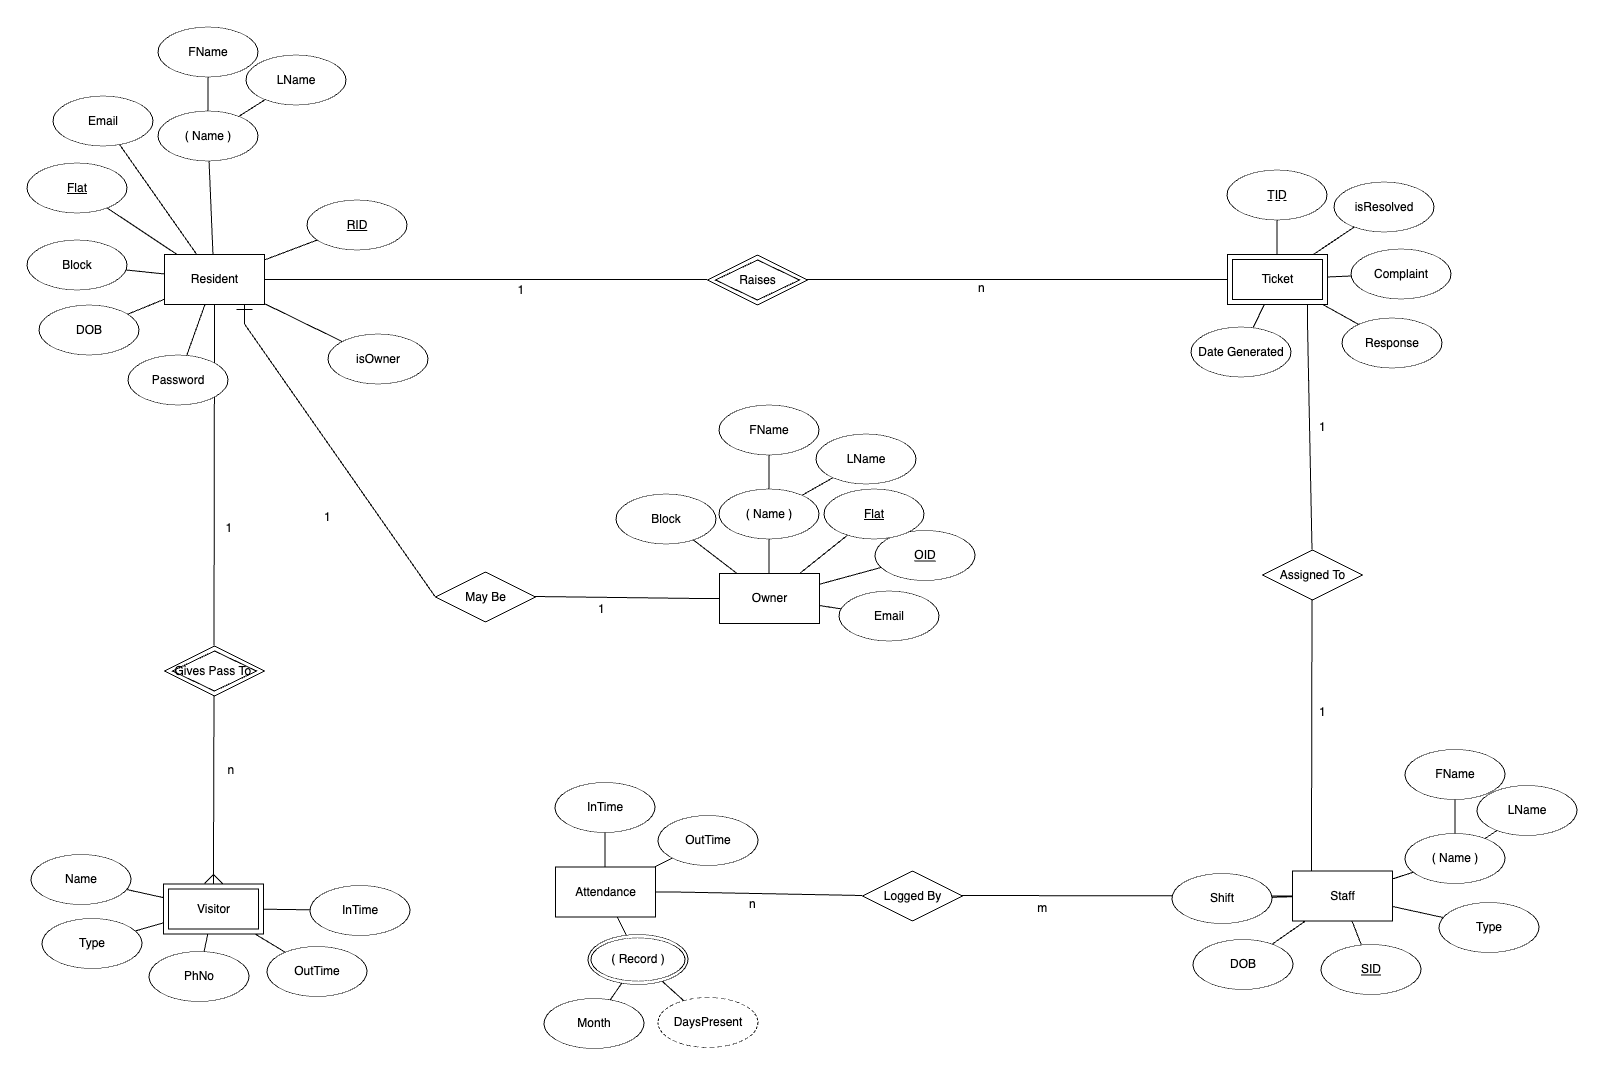 FName
LName
Email
( Name )
Flat
RID
Block
Resident
DOB
Password
isOwner
1
Raises
n
TID
isResolved
Ticket
Complaint
Date Generated
Response
1
FName
LName
Block
( Name )
Flat
OID
Owner
Email
1
1
May Be
1
Assigned To
1
Gives Pass To
n
Name
Visitor
InTime
Type
PhNo
OutTime
InTime
OutTime
Attendance
n
Logged By
m
( Record )
Month
DaysPresent
FName
LName
( Name )
Shift
Staff
Type
DOB
SID